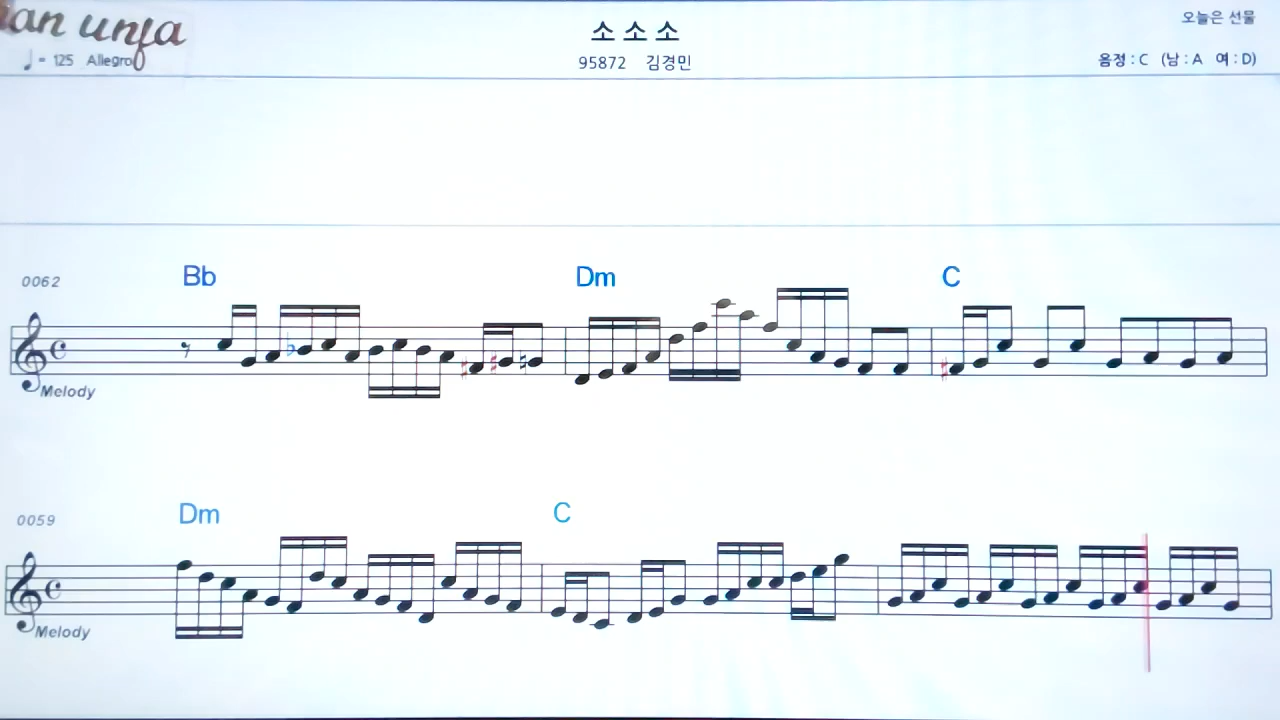 an unja
♩= 125 Allegro
소 소 소
95872 김경민
오늘은 선물
음정 : C (남 : A 여 : D)
0062 Bb Dm C
Melody
0059 Dm C
Melody